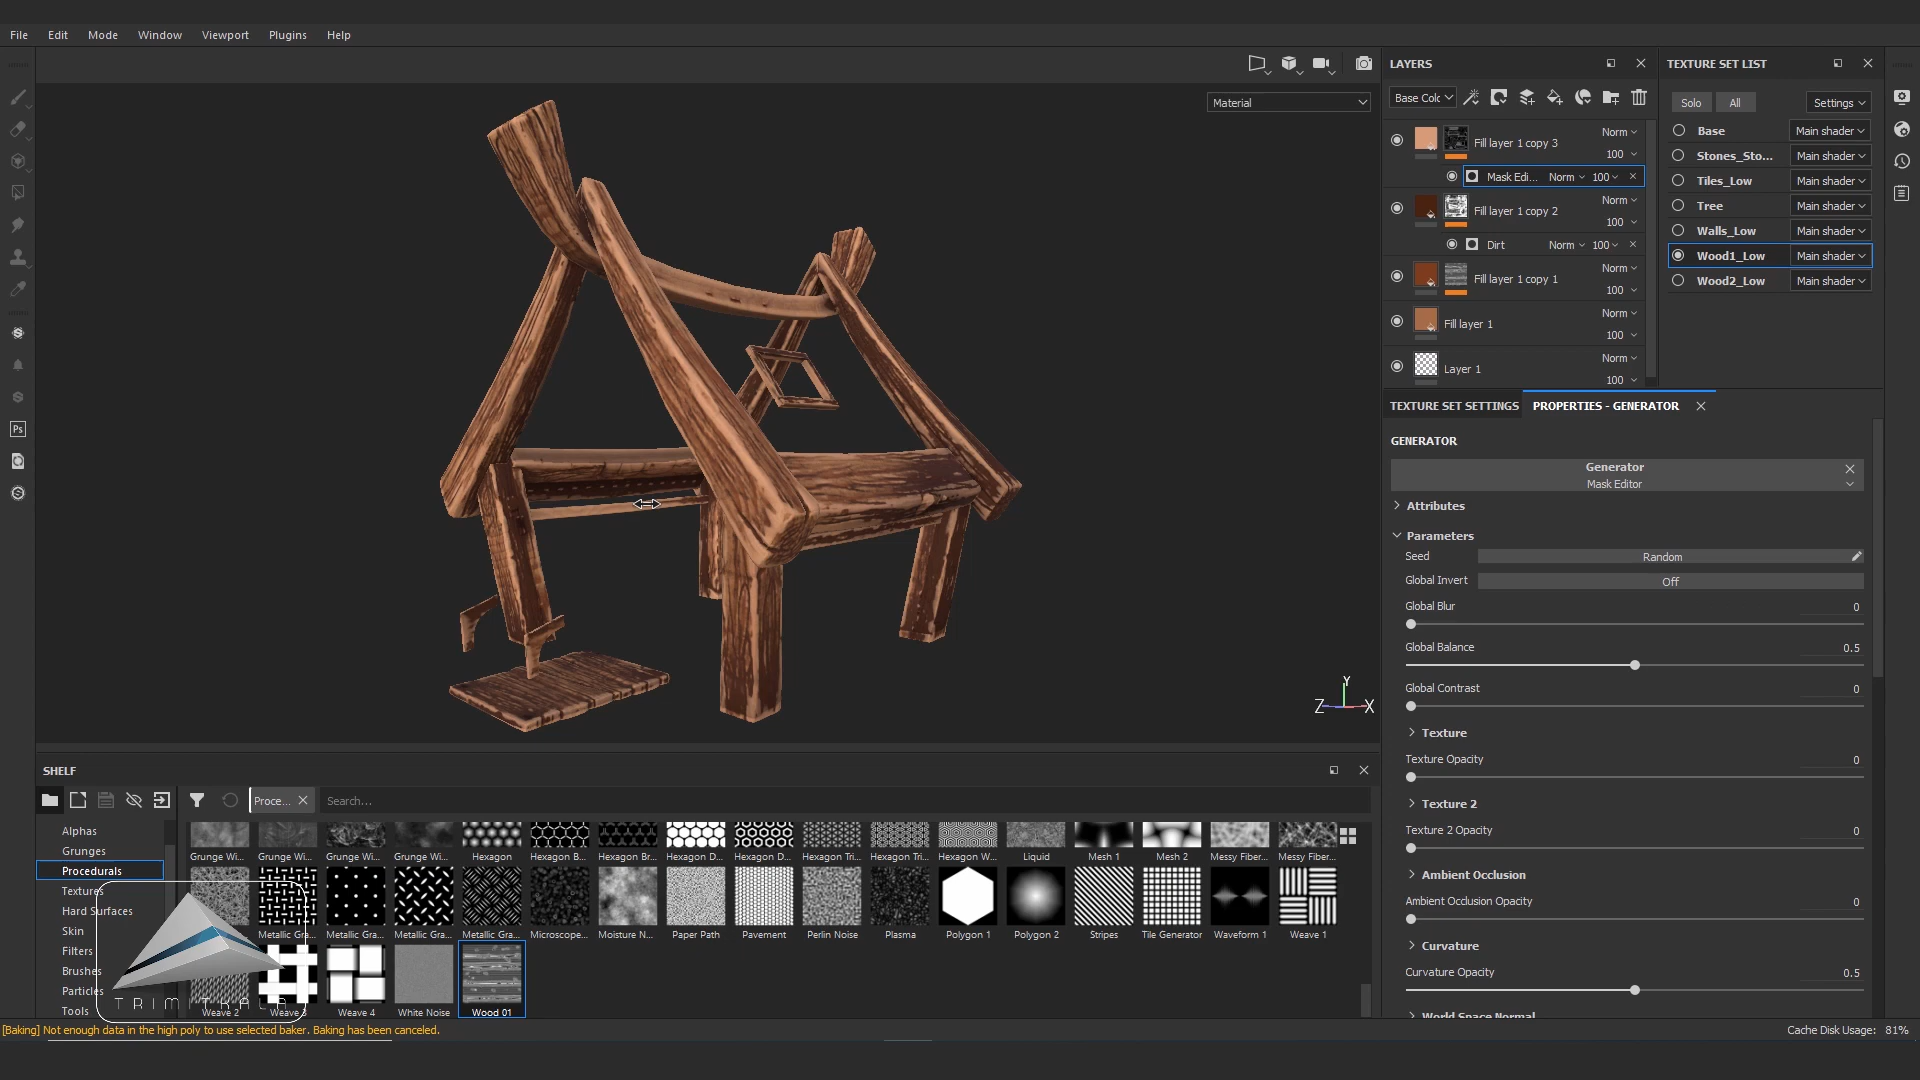 File Edit Mode Window Viewport Plugins Help
Material
LAYERS
Base Colc
Fill layer 1 copy 3 Norm 100
Mask Edi... Norm 100
Fill layer 1 copy 2 Norm 100
Dirt Norm 100
Fill layer 1 copy 1 Norm 100
Fill layer 1 Norm 100
Layer 1 Norm 100
TEXTURE SET LIST
Solo All Settings
Base Main shader
Stones_Sto... Main shader
Tiles_Low Main shader
Tree Main shader
Walls_Low Main shader
Wood1_Low Main shader
Wood2_Low Main shader
TEXTURE SET SETTINGS PROPERTIES - GENERATOR
GENERATOR
Generator
Mask Editor
Attributes
Parameters
Seed Random
Global Invert Off
Global Blur 0
Global Balance 0.5
Global Contrast 0
Texture
Texture Opacity 0
Texture 2
Texture 2 Opacity 0
Ambient Occlusion
Ambient Occlusion Opacity 0
Curvature
Curvature Opacity 0.5
World Space Normal
Y
Z X
Ps
SHELF
Proce... Search...
Alphas
Grunges
Procedurals
Textures
Hard Surfaces
Skin
Filters
Brushes
Particles
Tools
Grunge Wi... Grunge Wi... Grunge Wi... Grunge Wi... Hexagon Hexagon B... Hexagon Br... Hexagon D... Hexagon D... Hexagon Tri... Hexagon Tri... Hexagon W... Liquid Mesh 1 Mesh 2 Messy Fiber... Messy Fiber...
Metallic Gra... Metallic Gra... Metallic Gra... Metallic Gra... Microscope... Moisture N... Paper Path Pavement Perlin Noise Plasma Polygon 1 Polygon 2 Stripes Tile Generator Waveform 1 Weave 1
Weave 2 Weave 3 Weave 4 White Noise Wood 01
[Baking] Not enough data in the high poly to use selected baker. Baking has been canceled.
Cache Disk Usage: 81%